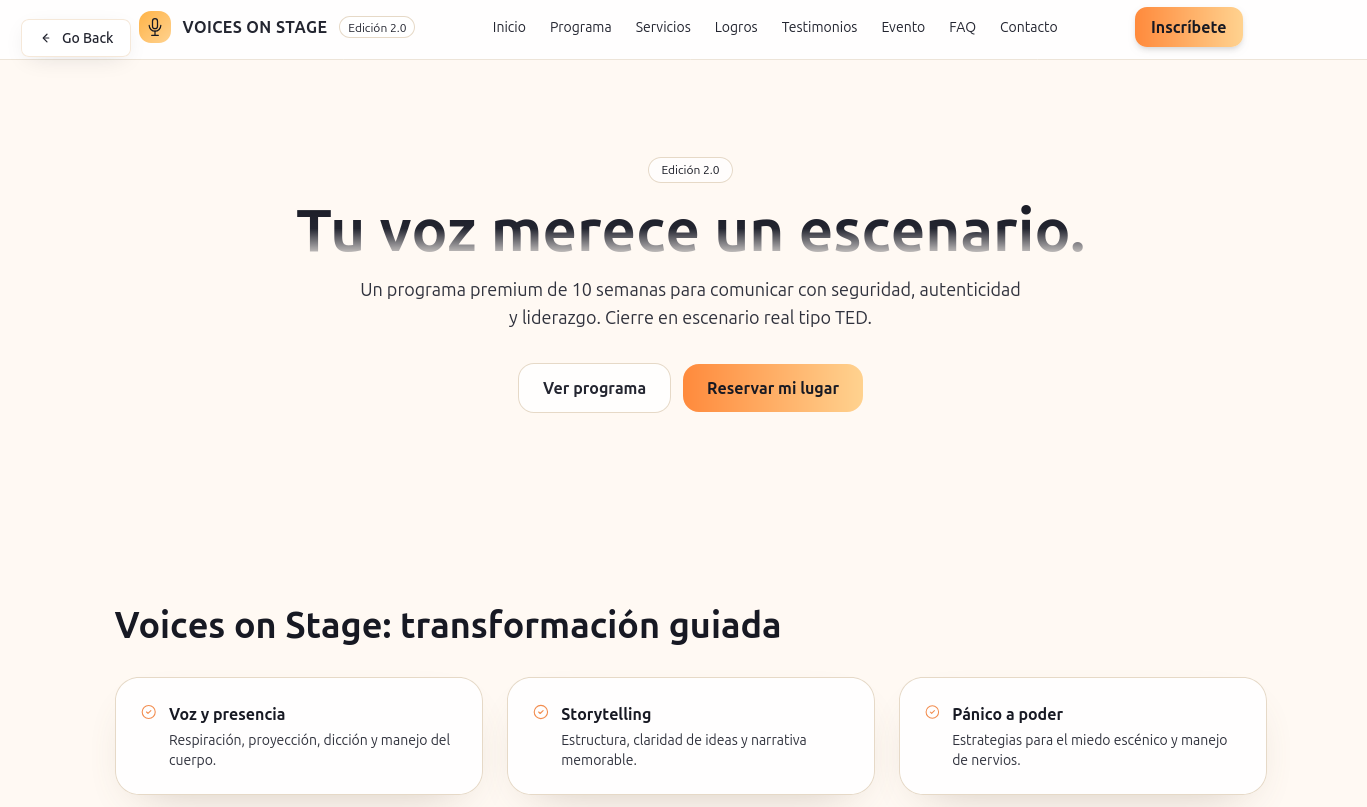 Go Back
VOICES ON STAGE Edición 2.0 Inicio Programa Servicios Logros Testimonios Evento FAQ Contacto Inscríbete
Edición 2.0
Tu voz merece un escenario.
Un programa premium de 10 semanas para comunicar con seguridad, autenticidad
y liderazgo. Cierre en escenario real tipo TED.
Ver programa Reservar mi lugar
Voices on Stage: transformación guiada
Voz y presencia
Respiración, proyección, dicción y manejo del
cuerpo.
Storytelling
Estructura, claridad de ideas y narrativa
memorable.
Pánico a poder
Estrategias para el miedo escénico y manejo
de nervios.